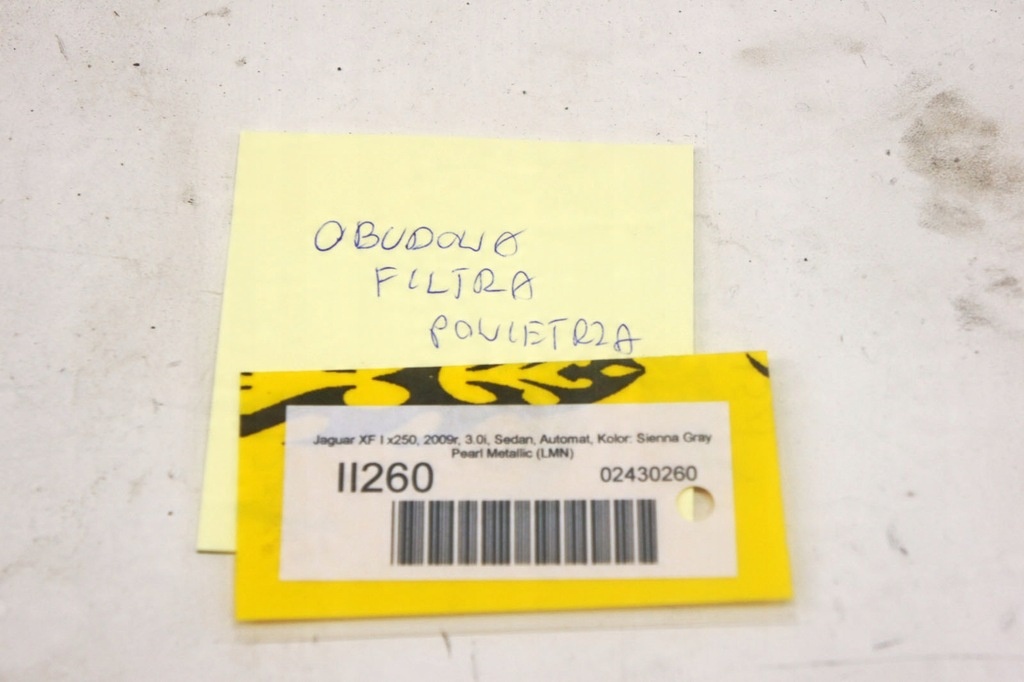 OBUDOWA
FILTRA
POWIETRZA
Jaguar XF I x250, 2009r, 3.0i, Sedan, Automat, Kolor: Sienna Gray
Pearl Metallic (LMN)
II260
02430260